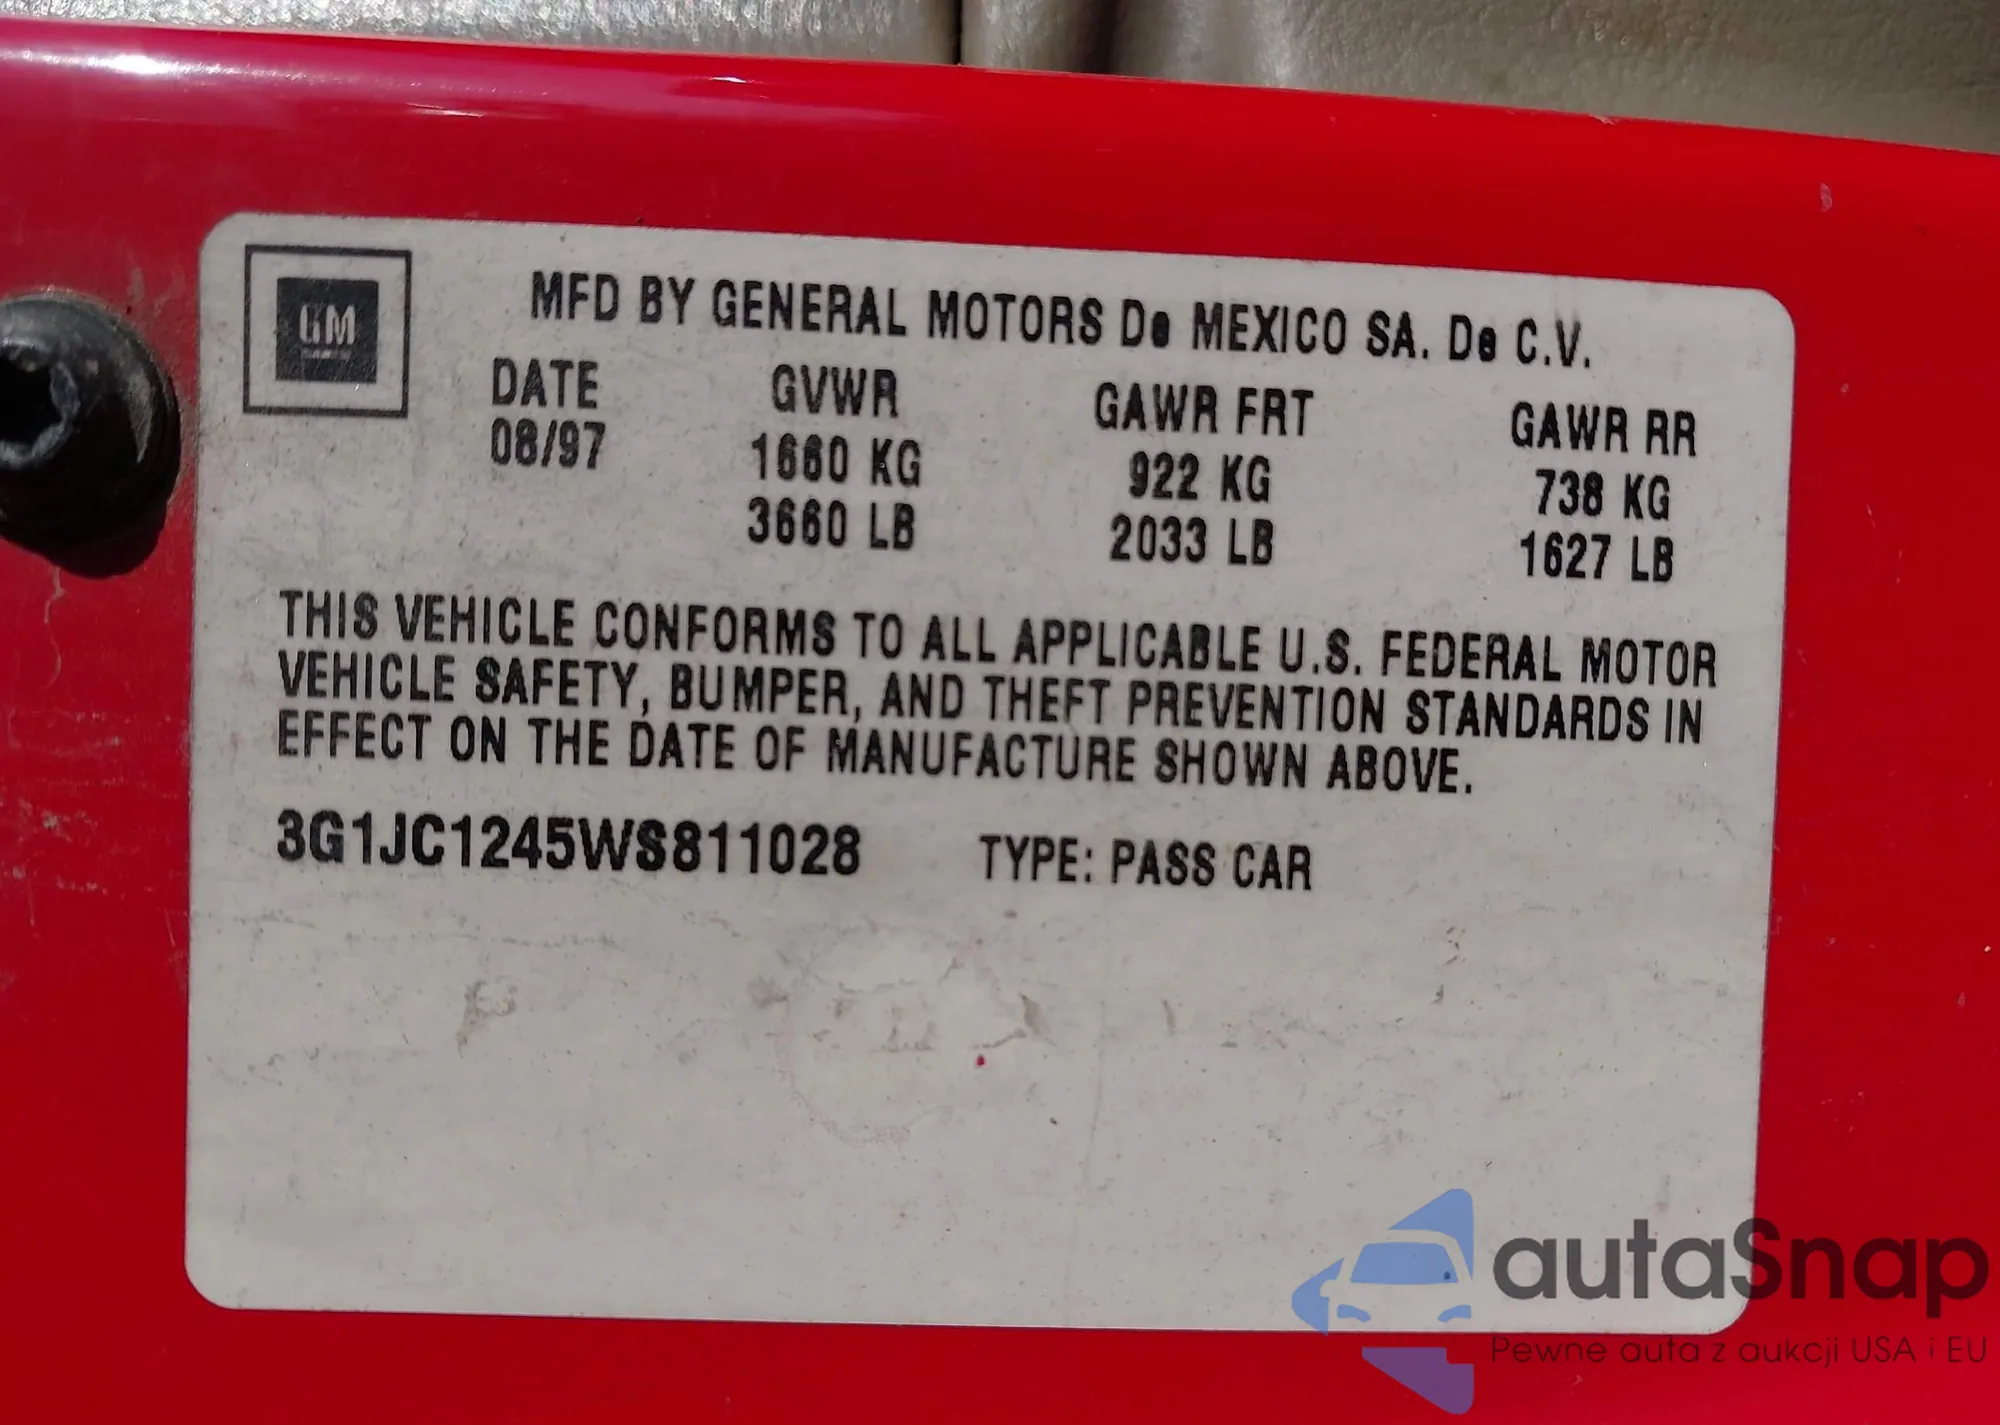 GM
MFD BY GENERAL MOTORS De MEXICO SA. De C.V.
DATE GVWR GAWR FRT GAWR RR
08/97 1660 KG 922 KG 738 KG
3660 LB 2033 LB 1627 LB
THIS VEHICLE CONFORMS TO ALL APPLICABLE U.S. FEDERAL MOTOR
VEHICLE SAFETY, BUMPER, AND THEFT PREVENTION STANDARDS IN
EFFECT ON THE DATE OF MANUFACTURE SHOWN ABOVE.
3G1JC1245WS811028 TYPE: PASS CAR
autaSnap
Pewne auta z aukcji USA i EU